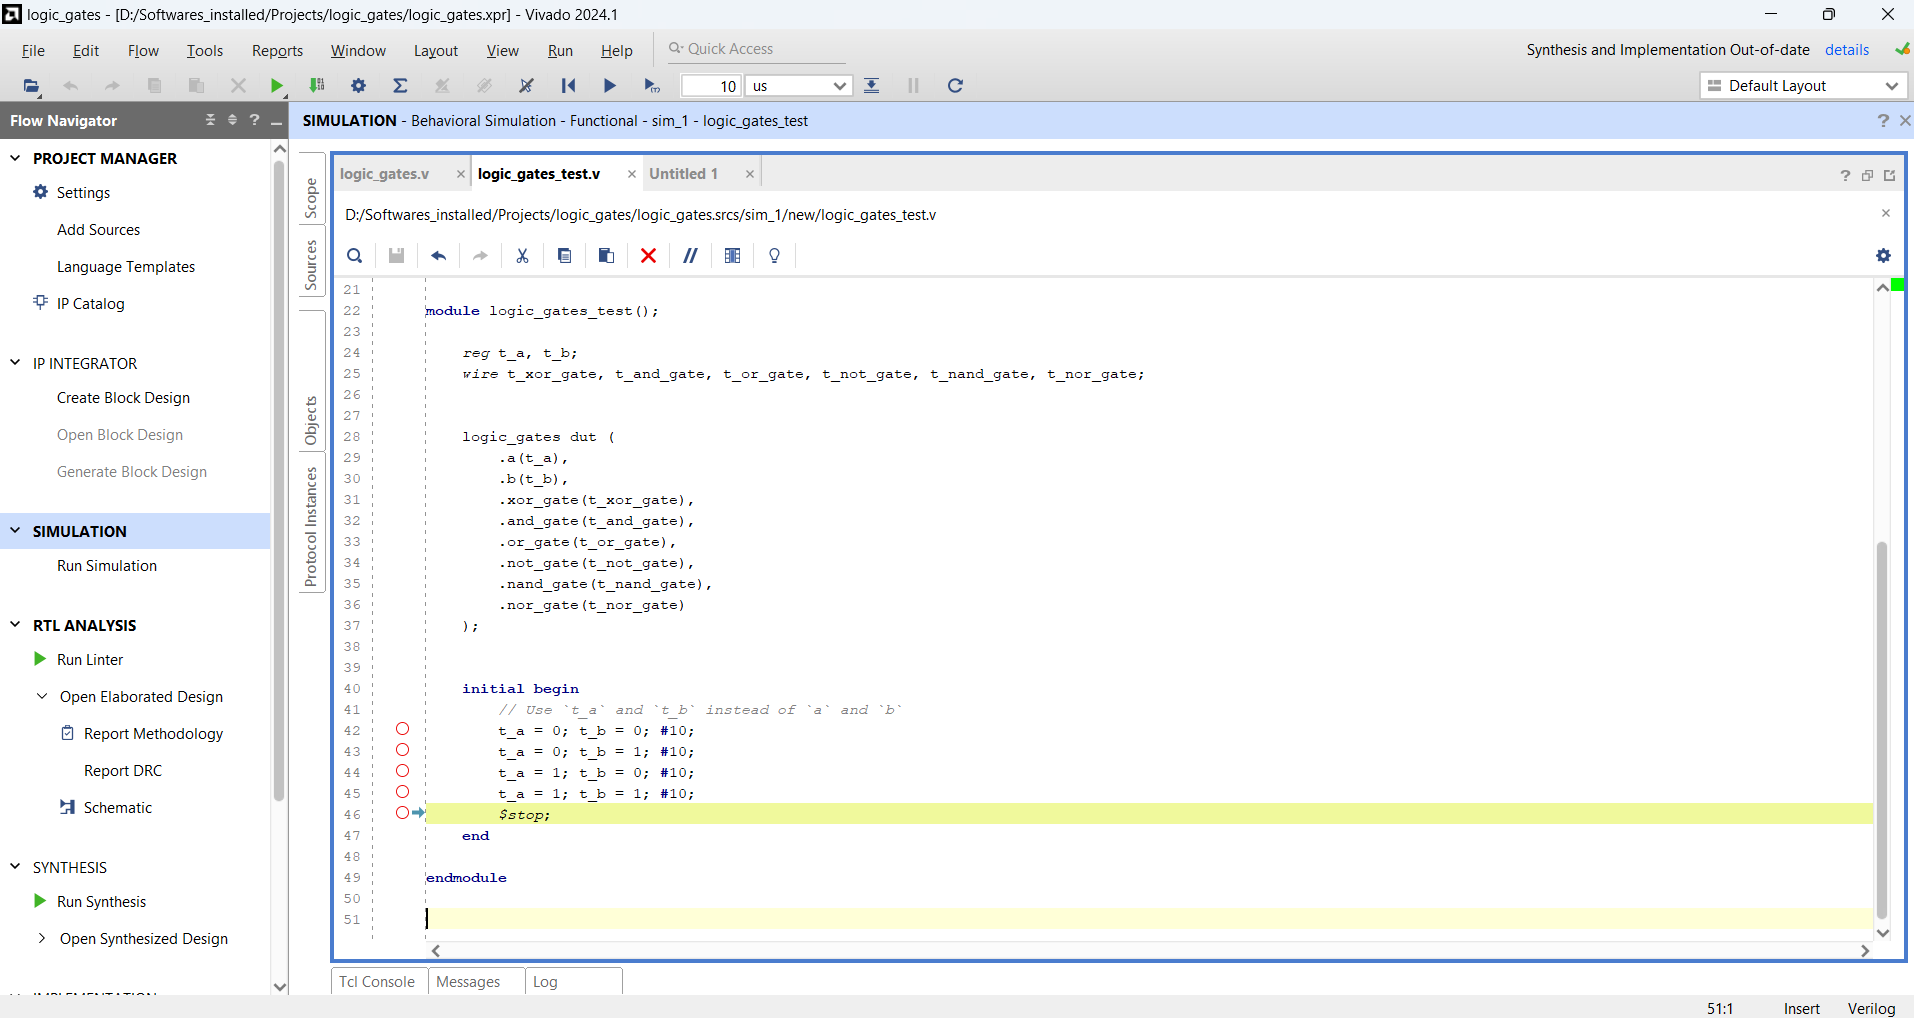 logic_gates - [D:/Softwares_installed/Projects/logic_gates/logic_gates.xpr] - Vivado 2024.1
File Edit Flow Tools Reports Window Layout View Run Help Quick Access
Synthesis and Implementation Out-of-date details
10 us Default Layout
Flow Navigator
SIMULATION - Behavioral Simulation - Functional - sim_1 - logic_gates_test
PROJECT MANAGER
Settings
Add Sources
Language Templates
IP Catalog
IP INTEGRATOR
Create Block Design
Open Block Design
Generate Block Design
SIMULATION
Run Simulation
RTL ANALYSIS
Run Linter
Open Elaborated Design
Report Methodology
Report DRC
Schematic
SYNTHESIS
Run Synthesis
Open Synthesized Design
IMPLEMENTATION
Scope
Sources
Objects
Protocol Instances
logic_gates.v logic_gates_test.v Untitled 1
D:/Softwares_installed/Projects/logic_gates/logic_gates.srcs/sim_1/new/logic_gates_test.v
21
22 module logic_gates_test();
23
24 reg t_a, t_b;
25 wire t_xor_gate, t_and_gate, t_or_gate, t_not_gate, t_nand_gate, t_nor_gate;
26
27
28 logic_gates dut (
29 .a(t_a),
30 .b(t_b),
31 .xor_gate(t_xor_gate),
32 .and_gate(t_and_gate),
33 .or_gate(t_or_gate),
34 .not_gate(t_not_gate),
35 .nand_gate(t_nand_gate),
36 .nor_gate(t_nor_gate)
37 );
38
39
40 initial begin
41 // Use `t_a` and `t_b` instead of `a` and `b`
42 t_a = 0; t_b = 0; #10;
43 t_a = 0; t_b = 1; #10;
44 t_a = 1; t_b = 0; #10;
45 t_a = 1; t_b = 1; #10;
46 $stop;
47 end
48
49 endmodule
50
51
Tcl Console Messages Log
51:1 Insert Verilog